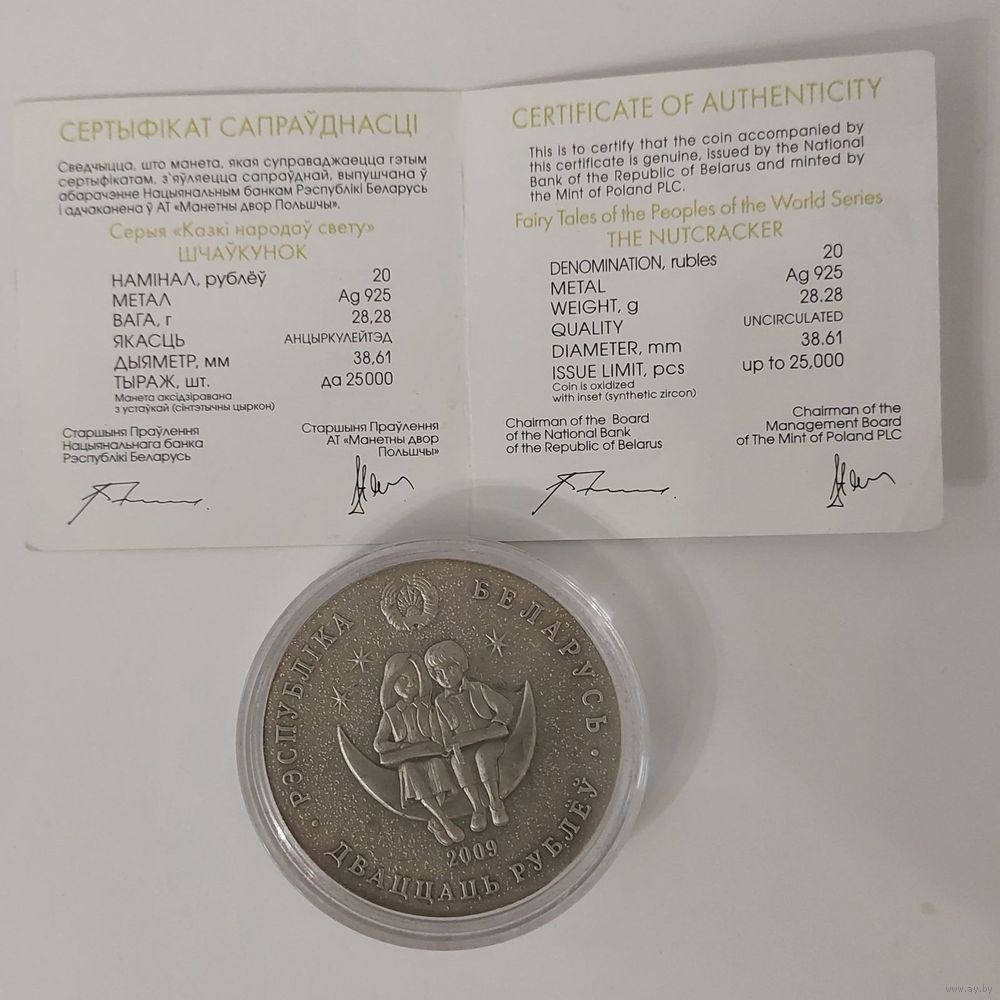 СЕРТЫФІКАТ САПРАЎДНАСЦІ
Сведчыцца, што манета, якая суправаджаецца гэтым
сертыфікатам, з'яўляецца сапраўднай, выпушчана ў
абарачэнне Нацыянальным банкам Рэспублікі Беларусь
і адчаканена ў АТ «Манетны двор Польшчы».
Серыя «Казкі народаў свету»
ШЧАЎКУНОК
НАМІНАЛ, рублёў 20
МЕТАЛ Ag 925
ВАГА, г 28,28
ЯКАСЦЬ АНЦЫРКУЛЕЙТЭД
ДЫЯМЕТР, мм 38,61
ТЫРАЖ, шт. да 25000
Манета аксідзіравана
з устаўкай (сінтэтычны цыркон)
Старшыня Праўлення
Нацыянальнага банка
Рэспублікі Беларусь
Старшыня Праўлення
АТ «Манетны двор
Польшчы»
CERTIFICATE OF AUTHENTICITY
This is to certify that the coin accompanied by
this certificate is genuine, issued by the National
Bank of the Republic of Belarus and minted by
the Mint of Poland PLC.
Fairy Tales of the Peoples of the World Series
THE NUTCRACKER
DENOMINATION, rubles 20
METAL Ag 925
WEIGHT, g 28.28
QUALITY UNCIRCULATED
DIAMETER, mm 38.61
ISSUE LIMIT, pcs up to 25,000
Coin is oxidized
with inset (synthetic zircon)
Chairman of the Board
of the National Bank
of the Republic of Belarus
Chairman of the
Management Board
of The Mint of Poland PLC
РЭСПУБЛІКА БЕЛАРУСЬ
2009
ДВАЦЦАЦЬ РУБЛЁЎ
www.ay.by